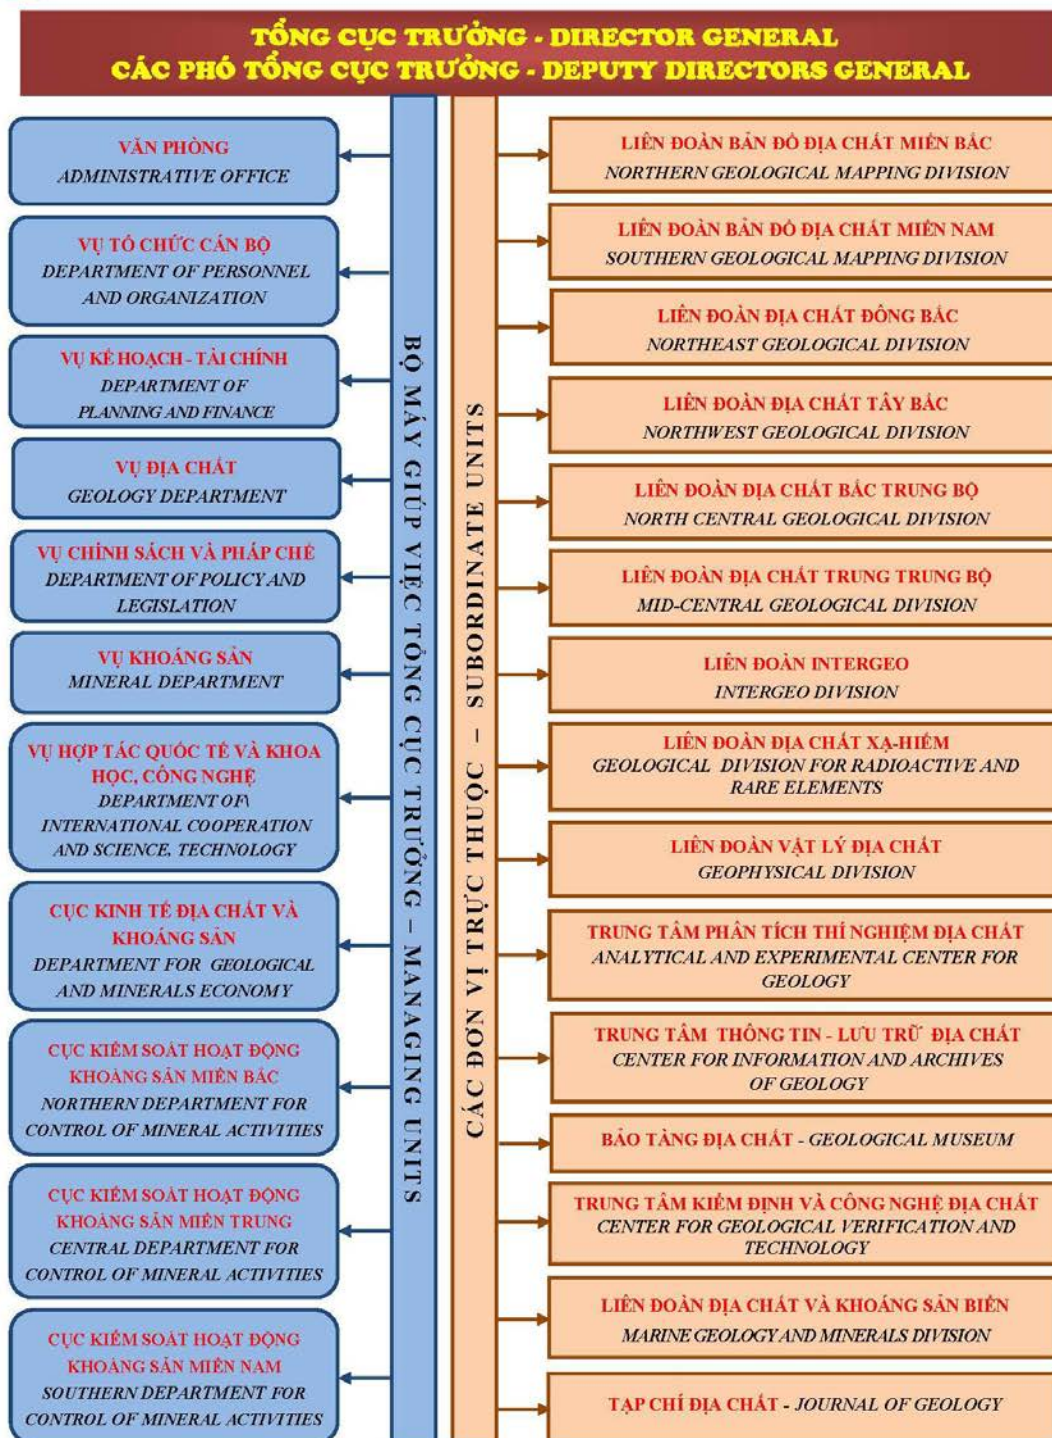 TỔNG CỤC TRƯỞNG - DIRECTOR GENERAL
CÁC PHÓ TỔNG CỤC TRƯỞNG - DEPUTY DIRECTORS GENERAL
BỘ MÁY GIÚP VIỆC TỔNG CỤC TRƯỞNG – MANAGING UNITS
VĂN PHÒNG
ADMINISTRATIVE OFFICE
VỤ TỔ CHỨC CÁN BỘ
DEPARTMENT OF PERSONNEL
AND ORGANIZATION
VỤ KẾ HOẠCH - TÀI CHÍNH
DEPARTMENT OF
PLANNING AND FINANCE
VỤ ĐỊA CHẤT
GEOLOGY DEPARTMENT
VỤ CHÍNH SÁCH VÀ PHÁP CHẾ
DEPARTMENT OF POLICY AND
LEGISLATION
VỤ KHOÁNG SẢN
MINERAL DEPARTMENT
VỤ HỢP TÁC QUỐC TẾ VÀ KHOA
HỌC, CÔNG NGHỆ
DEPARTMENT OF\
INTERNATIONAL COOPERATION
AND SCIENCE, TECHNOLOGY
CỤC KINH TẾ ĐỊA CHẤT VÀ
KHOÁNG SẢN
DEPARTMENT FOR GEOLOGICAL
AND MINERALS ECONOMY
CỤC KIỂM SOÁT HOẠT ĐỘNG
KHOÁNG SẢN MIỀN BẮC
NORTHERN DEPARTMENT FOR
CONTROL OF MINERAL ACTIVITIES
CỤC KIỂM SOÁT HOẠT ĐỘNG
KHOÁNG SẢN MIỀN TRUNG
CENTRAL DEPARTMENT FOR
CONTROL OF MINERAL ACTIVITIES
CỤC KIỂM SOÁT HOẠT ĐỘNG
KHOÁNG SẢN MIỀN NAM
SOUTHERN DEPARTMENT FOR
CONTROL OF MINERAL ACTIVITIES
CÁC ĐƠN VỊ TRỰC THUỘC – SUBORDINATE UNITS
LIÊN ĐOÀN BẢN ĐỒ ĐỊA CHẤT MIỀN BẮC
NORTHERN GEOLOGICAL MAPPING DIVISION
LIÊN ĐOÀN BẢN ĐỒ ĐỊA CHẤT MIỀN NAM
SOUTHERN GEOLOGICAL MAPPING DIVISION
LIÊN ĐOÀN ĐỊA CHẤT ĐÔNG BẮC
NORTHEAST GEOLOGICAL DIVISION
LIÊN ĐOÀN ĐỊA CHẤT TÂY BẮC
NORTHWEST GEOLOGICAL DIVISION
LIÊN ĐOÀN ĐỊA CHẤT BẮC TRUNG BỘ
NORTH CENTRAL GEOLOGICAL DIVISION
LIÊN ĐOÀN ĐỊA CHẤT TRUNG TRUNG BỘ
MID-CENTRAL GEOLOGICAL DIVISION
LIÊN ĐOÀN INTERGEO
INTERGEO DIVISION
LIÊN ĐOÀN ĐỊA CHẤT XẠ-HIẾM
GEOLOGICAL DIVISION FOR RADIOACTIVE AND
RARE ELEMENTS
LIÊN ĐOÀN VẬT LÝ ĐỊA CHẤT
GEOPHYSICAL DIVISION
TRUNG TÂM PHÂN TÍCH THÍ NGHIỆM ĐỊA CHẤT
ANALYTICAL AND EXPERIMENTAL CENTER FOR
GEOLOGY
TRUNG TÂM THÔNG TIN - LƯU TRỮ ĐỊA CHẤT
CENTER FOR INFORMATION AND ARCHIVES
OF GEOLOGY
BẢO TÀNG ĐỊA CHẤT - GEOLOGICAL MUSEUM
TRUNG TÂM KIỂM ĐỊNH VÀ CÔNG NGHỆ ĐỊA CHẤT
CENTER FOR GEOLOGICAL VERIFICATION AND
TECHNOLOGY
LIÊN ĐOÀN ĐỊA CHẤT VÀ KHOÁNG SẢN BIỂN
MARINE GEOLOGY AND MINERALS DIVISION
TẠP CHÍ ĐỊA CHẤT - JOURNAL OF GEOLOGY